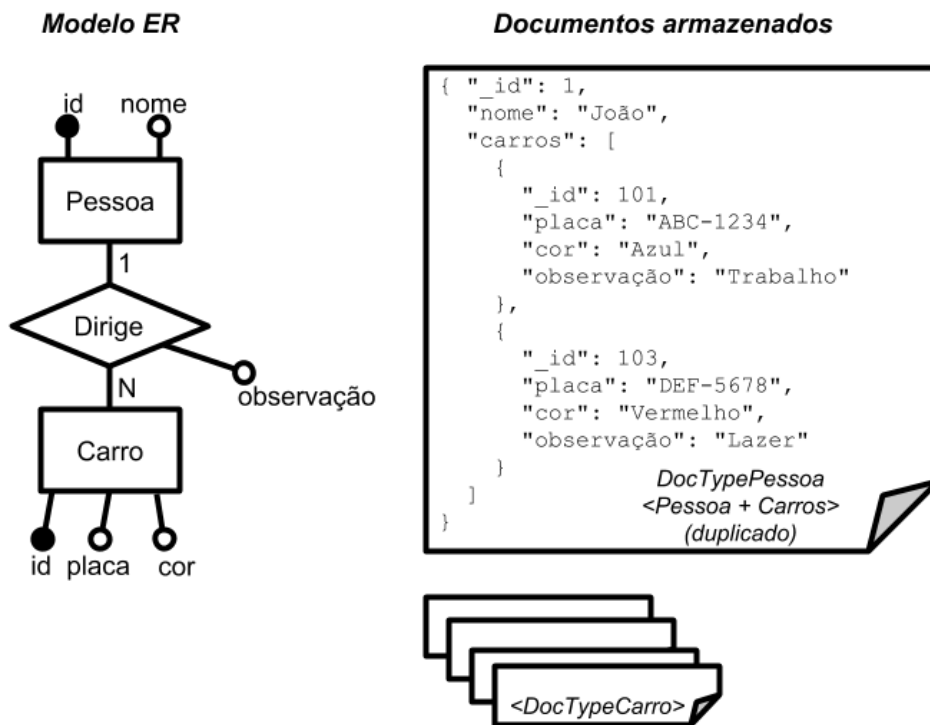 Modelo ER
id nome
Pessoa
1
Dirige
observação
N
Carro
id placa cor
Documentos armazenados
{ "_id": 1,
"nome": "João",
"carros": [
{
"_id": 101,
"placa": "ABC-1234",
"cor": "Azul",
"observação": "Trabalho"
},
{
"_id": 103,
"placa": "DEF-5678",
"cor": "Vermelho",
"observação": "Lazer"
}
]
}
DocTypePessoa
<Pessoa + Carros>
(duplicado)
<DocTypeCarro>